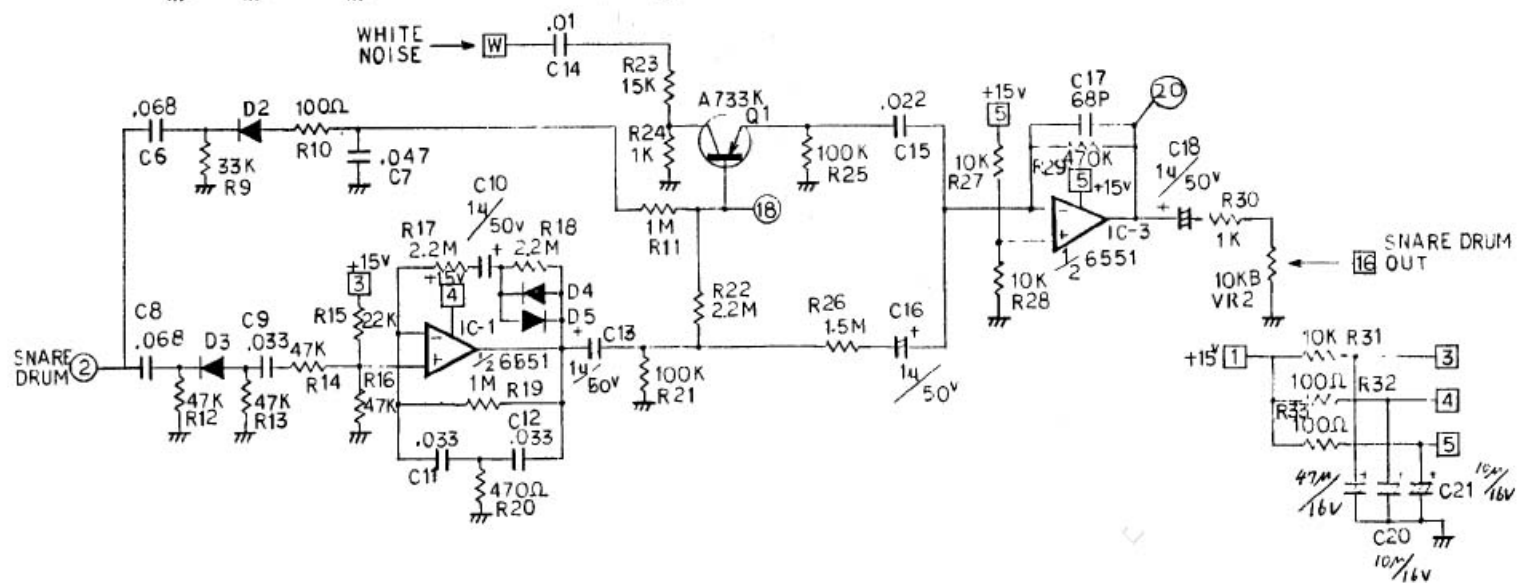 WHITE NOISE
W
.01
C14
R23
15K
A733K
Q1
R24
1K
.068
C6
D2
100Ω
R10
33K
R9
.047
C7
100K
R25
.022
C15
+15v
5
10K
R27
C17
68P
20
R29
470K
5
+15v
C18
1µ/50v
R30
1K
IC-3
1/2 6551
10K
R28
10KB
VR2
16
SNARE DRUM OUT
1M
R11
18
R22
2.2M
R26
1.5M
C16
1µ/50v
C10
1µ/50v
R17
2.2M
R18
2.2M
+15v
3
+15v
4
D4
D5
R15
22K
IC-1
1/2 6551
C13
1µ/50v
100K
R21
SNARE DRUM
2
C8
.068
D3
C9
.033
47K
R14
R16
47K
47K
R12
47K
R13
1M
R19
C12
.033
.033
C11
470Ω
R20
+15v
1
10K
R31
3
100Ω
R32
4
R33
100Ω
5
47µ/16V
C20
10µ/16V
C21
10µ/16V